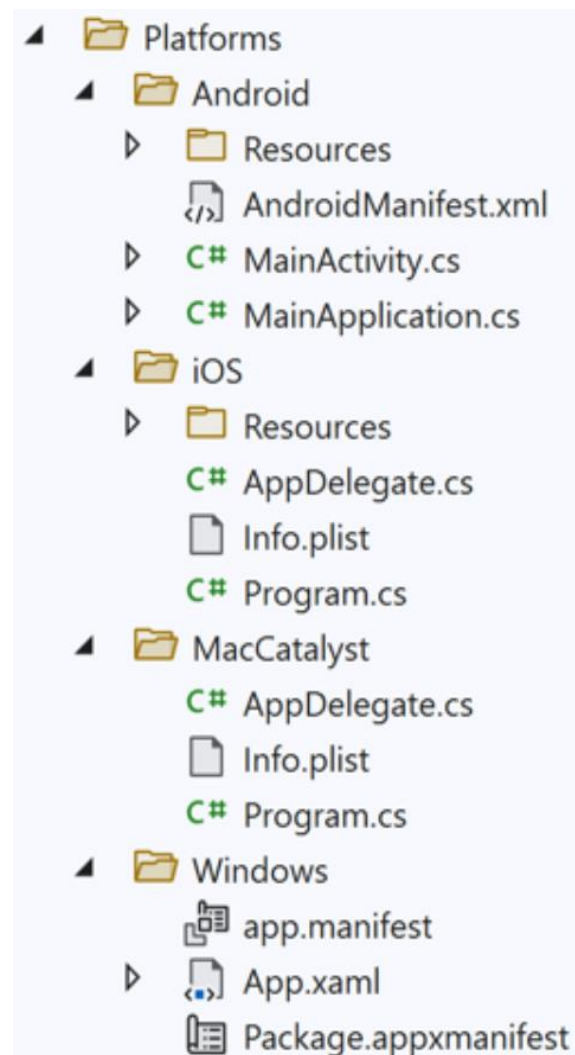 Platforms
Android
Resources
AndroidManifest.xml
C# MainActivity.cs
C# MainApplication.cs
iOS
Resources
C# AppDelegate.cs
Info.plist
C# Program.cs
MacCatalyst
C# AppDelegate.cs
Info.plist
C# Program.cs
Windows
app.manifest
App.xaml
Package.appxmanifest